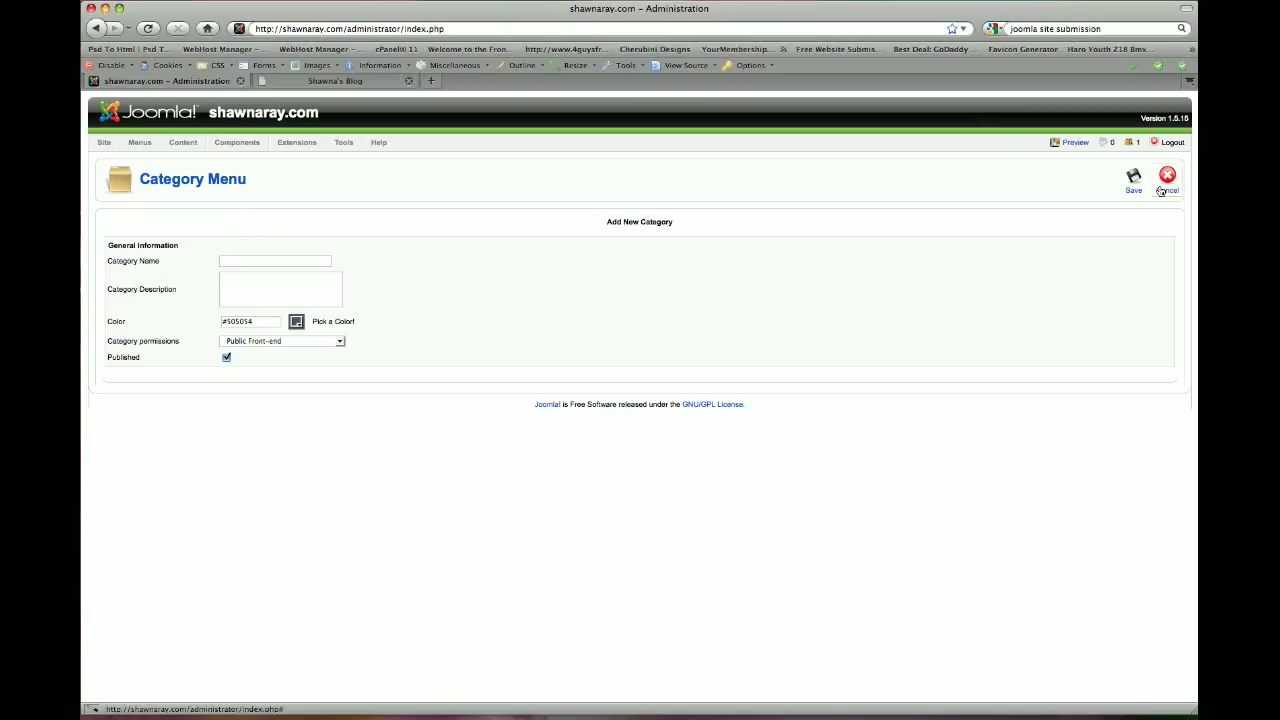 shawnaray.com – Administration
http://shawnaray.com/administrator/index.php
joomla site submission
Psd To Html | Psd T... WebHost Manager – ... WebHost Manager – ... cPanel® 11 Welcome to the Fron... http://www.4guysfr... Cherubini Designs YourMembership.... Free Website Submis... Best Deal! GoDaddy ... Favicon Generator Haro Youth Z18 Bmx... »
Disable Cookies CSS Forms Images Information Miscellaneous Outline Resize Tools View Source Options
shawnaray.com – Administration Shawna's Blog +
Joomla! shawnaray.com
Version 1.5.15
Site Menus Content Components Extensions Tools Help Preview 0 1 Logout
Category Menu
Save
Add New Category
General Information
Category Name
Category Description
Color #505054 Pick a Color!
Category permissions Public Front-end
Published
Joomla! is Free Software released under the GNU/GPL License.
http://shawnaray.com/administrator/index.php#